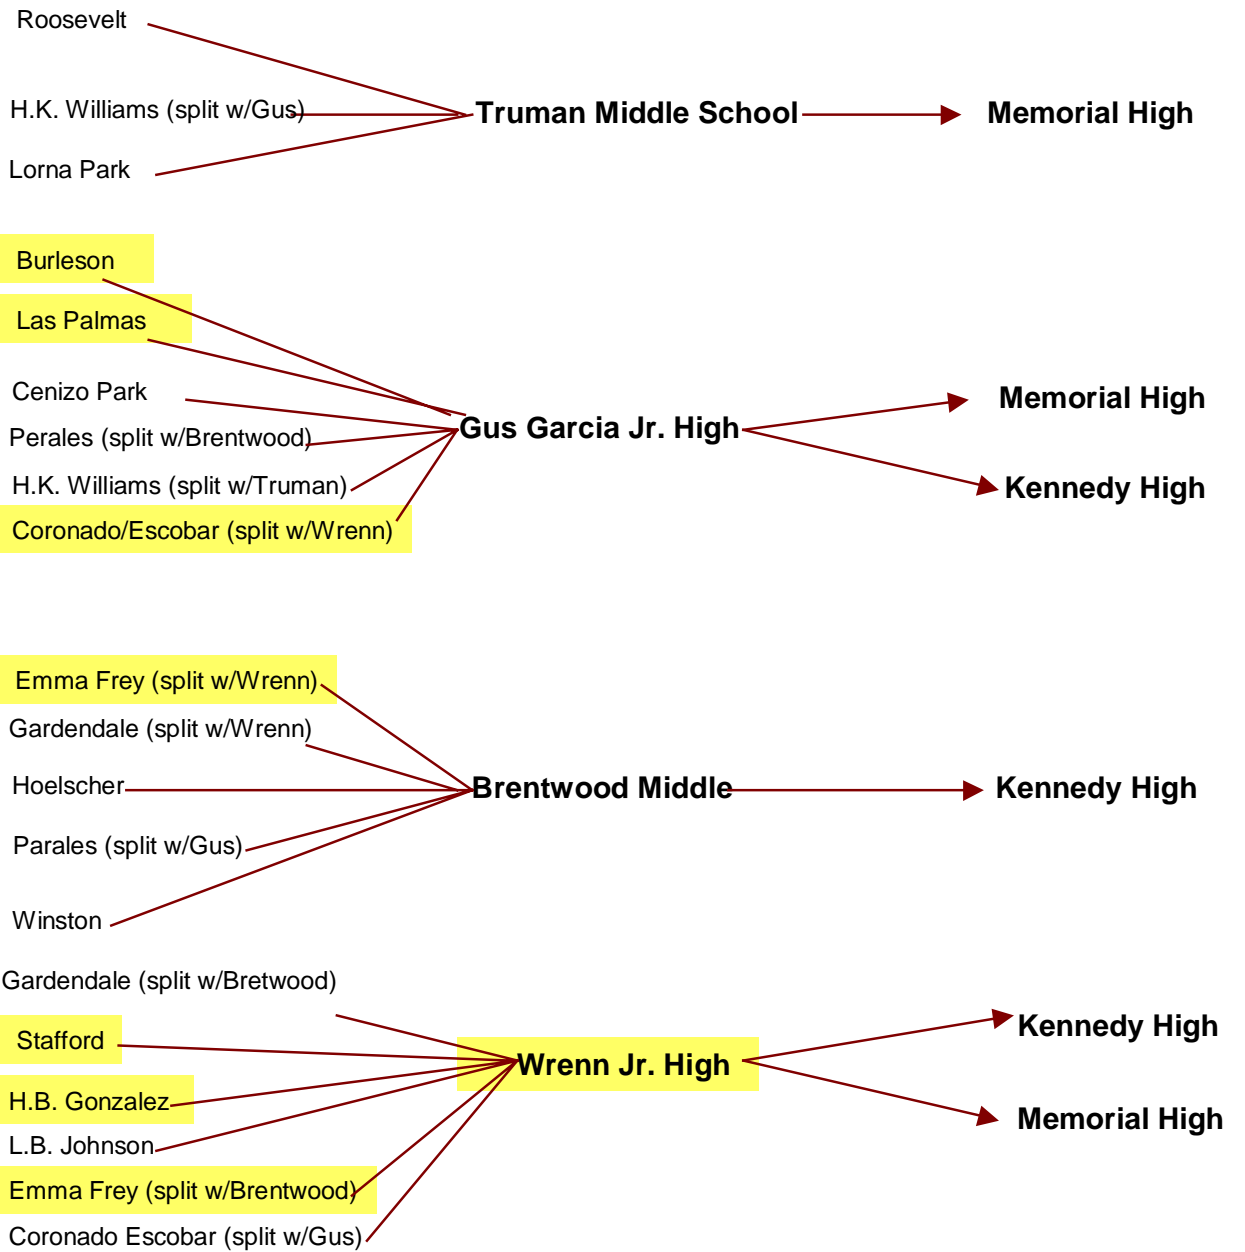 Roosevelt
H.K. Williams (split w/Gus)
Truman Middle School
Memorial High
Lorna Park
Burleson
Las Palmas
Cenizo Park
Memorial High
Perales (split w/Brentwood)
Gus Garcia Jr. High
H.K. Williams (split w/Truman)
Kennedy High
Coronado/Escobar (split w/Wrenn)
Emma Frey (split w/Wrenn)
Gardendale (split w/Wrenn)
Hoelscher
Brentwood Middle
Kennedy High
Parales (split w/Gus)
Winston
Gardendale (split w/Bretwood)
Stafford
Kennedy High
Wrenn Jr. High
H.B. Gonzalez
Memorial High
L.B. Johnson
Emma Frey (split w/Brentwood)
Coronado Escobar (split w/Gus)